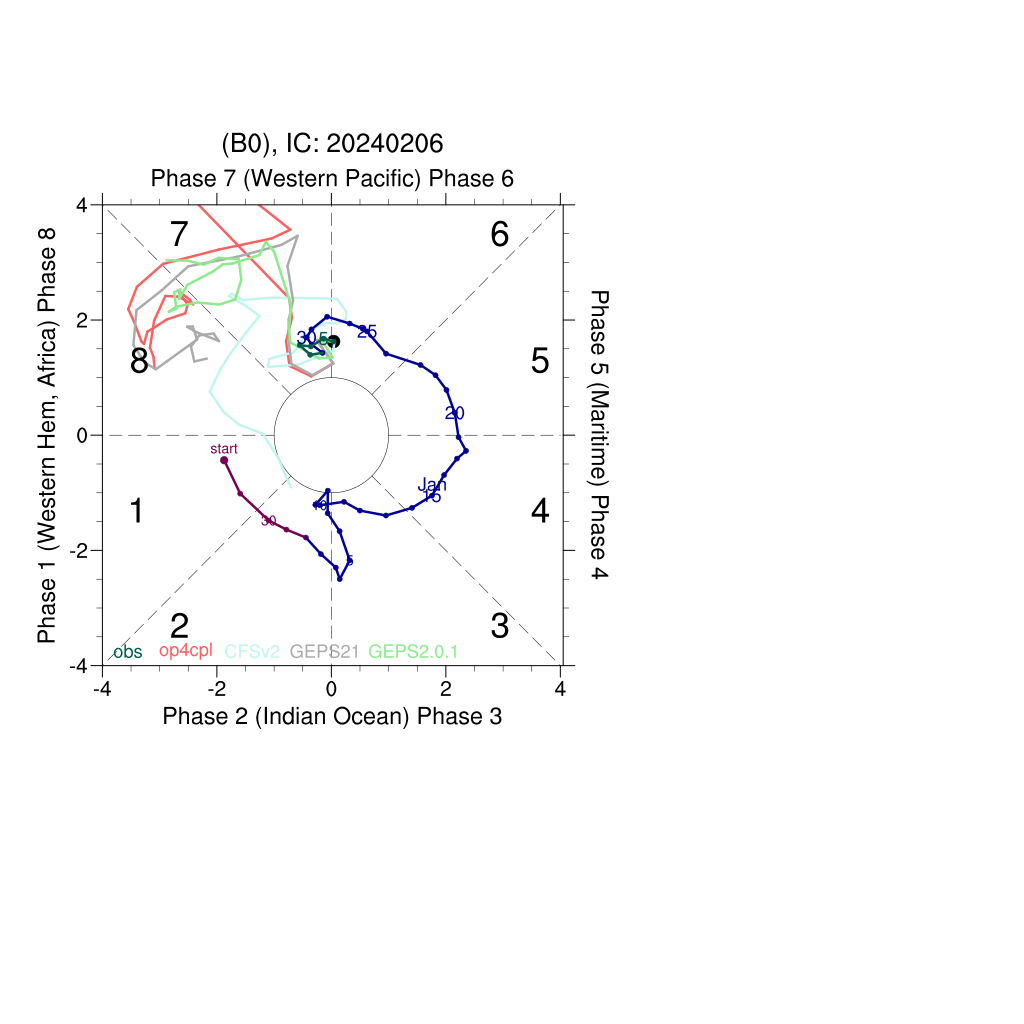 (B0), IC: 20240206
Phase 7 (Western Pacific) Phase 6
4
7
6
Phase 1 (Western Hem, Africa) Phase 8
Phase 5 (Maritime) Phase 4
2
30
5
25
8
5
20
0
start
Jan
15
1
30
10
4
-2
5
2
3
obs op4cpl CFSv2 GEPS21 GEPS2.0.1
-4
-4 -2 0 2 4
Phase 2 (Indian Ocean) Phase 3